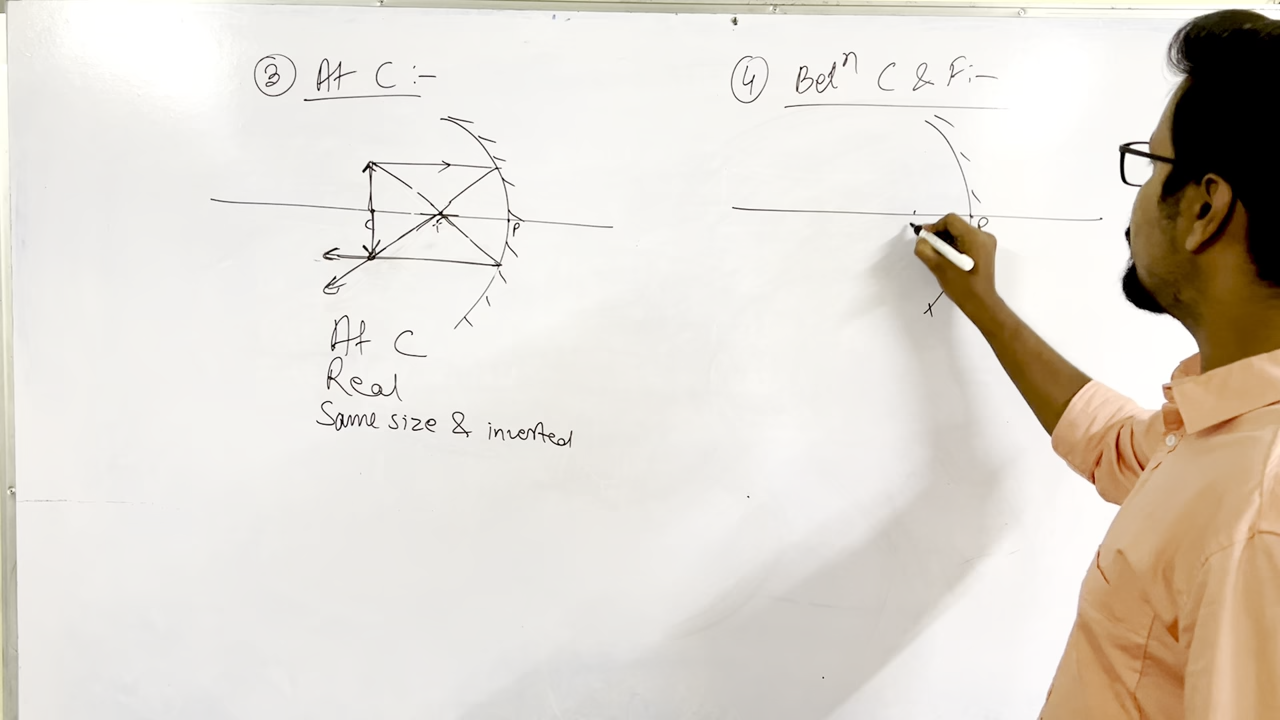 ③ At C :-
C F P
At C
Real
Same size & inverted
④ Betⁿ C & F:-
P